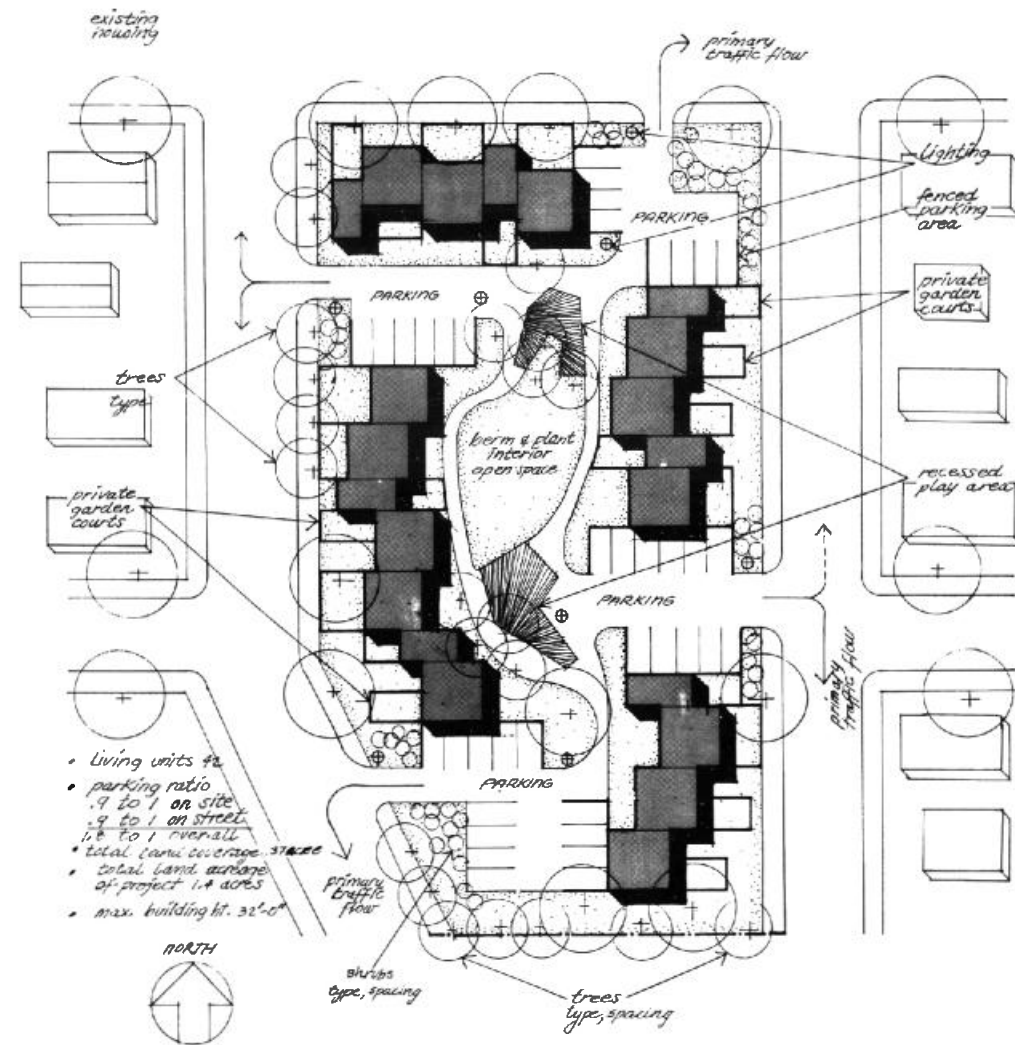 existing
housing
primary
traffic flow
lighting
PARKING
fenced
parking
area
PARKING
private
garden
courts
trees
type
berm & plant
interior
open space
private
garden
courts
recessed
play area
PARKING
primary
traffic flow
• living units 42
• parking ratio
.9 to 1 on site
.9 to 1 on street
1.8 to 1 overall
• total land coverage .37 acre
• total land acreage
of project 1.4 acres
• max. building ht. 32'-0"
PARKING
primary
traffic
flow
NORTH
shrubs
type, spacing
trees
type, spacing